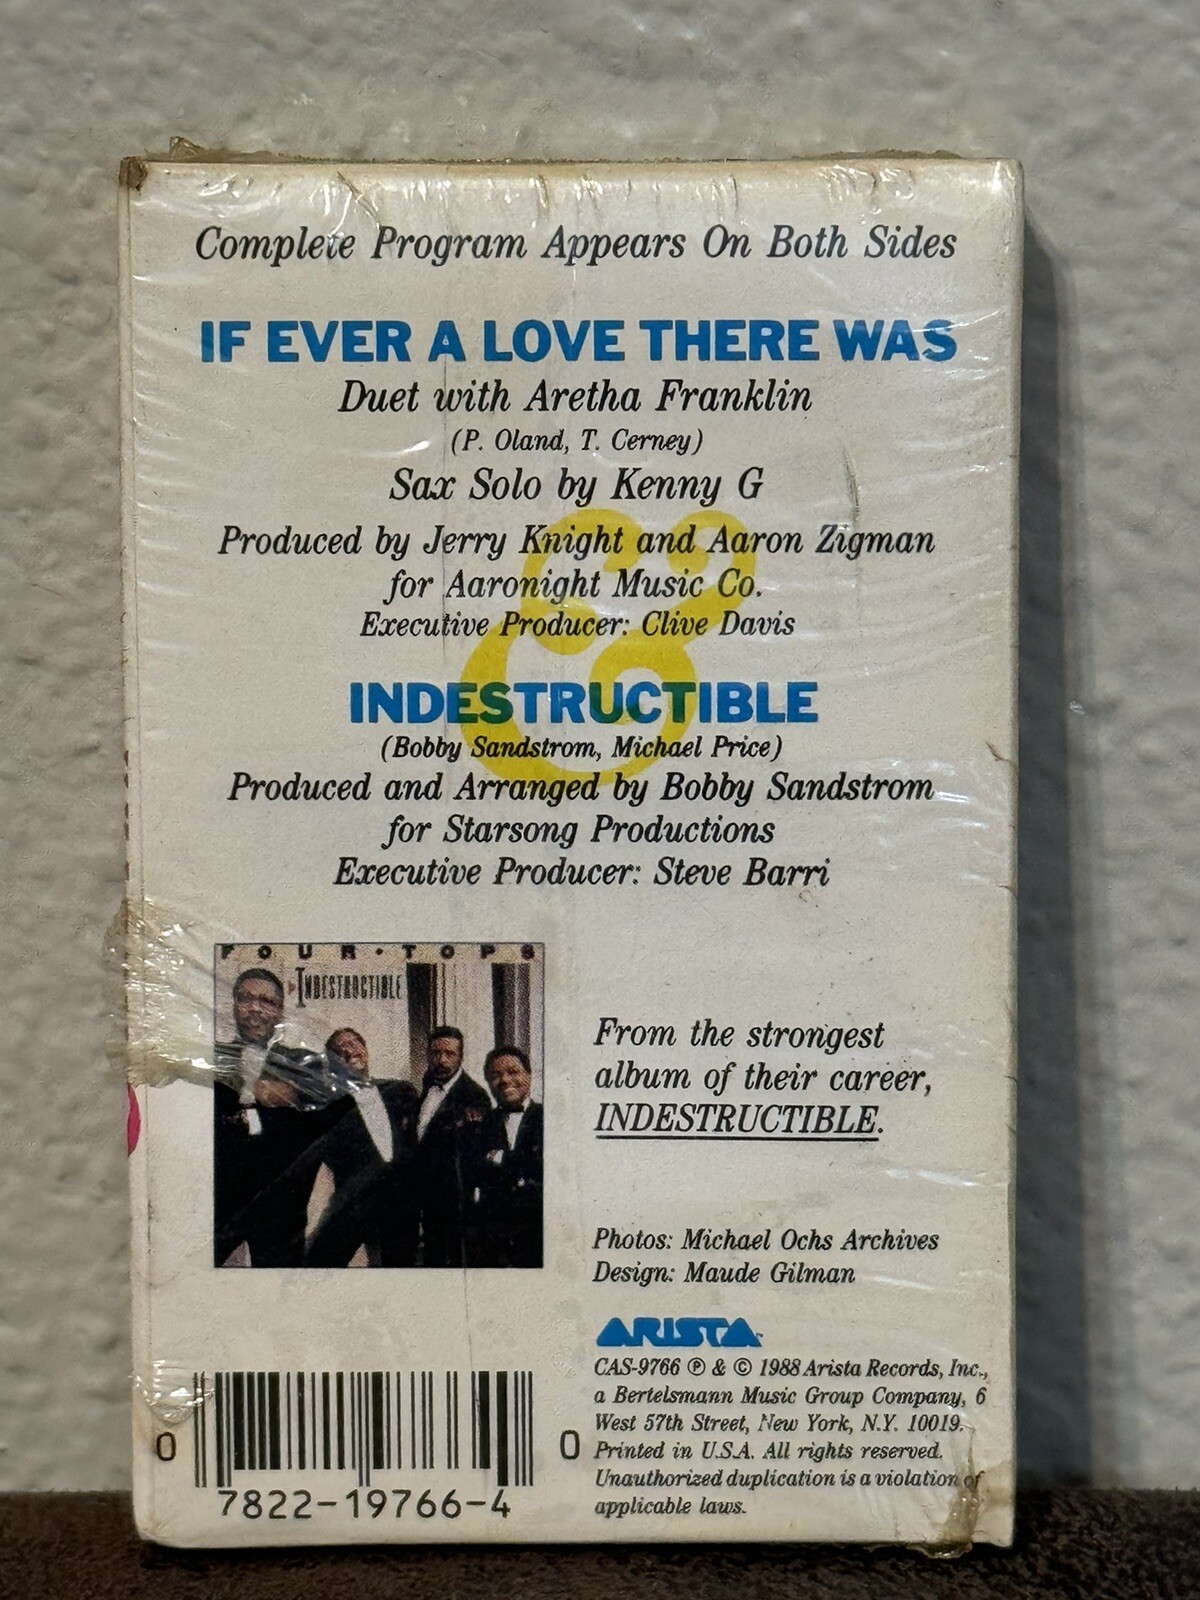 Complete Program Appears On Both Sides
IF EVER A LOVE THERE WAS
Duet with Aretha Franklin
(P. Oland, T. Cerney)
Sax Solo by Kenny G
Produced by Jerry Knight and Aaron Zigman
for Aaronight Music Co.
Executive Producer: Clive Davis
&
INDESTRUCTIBLE
(Bobby Sandstrom, Michael Price)
Produced and Arranged by Bobby Sandstrom
for Starsong Productions
Executive Producer: Steve Barri
FOUR·TOPS
INDESTRUCTIBLE
From the strongest
album of their career,
INDESTRUCTIBLE.
Photos: Michael Ochs Archives
Design: Maude Gilman
ARISTA™
CAS-9766 ℗ & © 1988 Arista Records, Inc.,
a Bertelsmann Music Group Company, 6
West 57th Street, New York, N.Y. 10019.
Printed in U.S.A. All rights reserved.
Unauthorized duplication is a violation of
applicable laws.
0 7822-19766-4 0